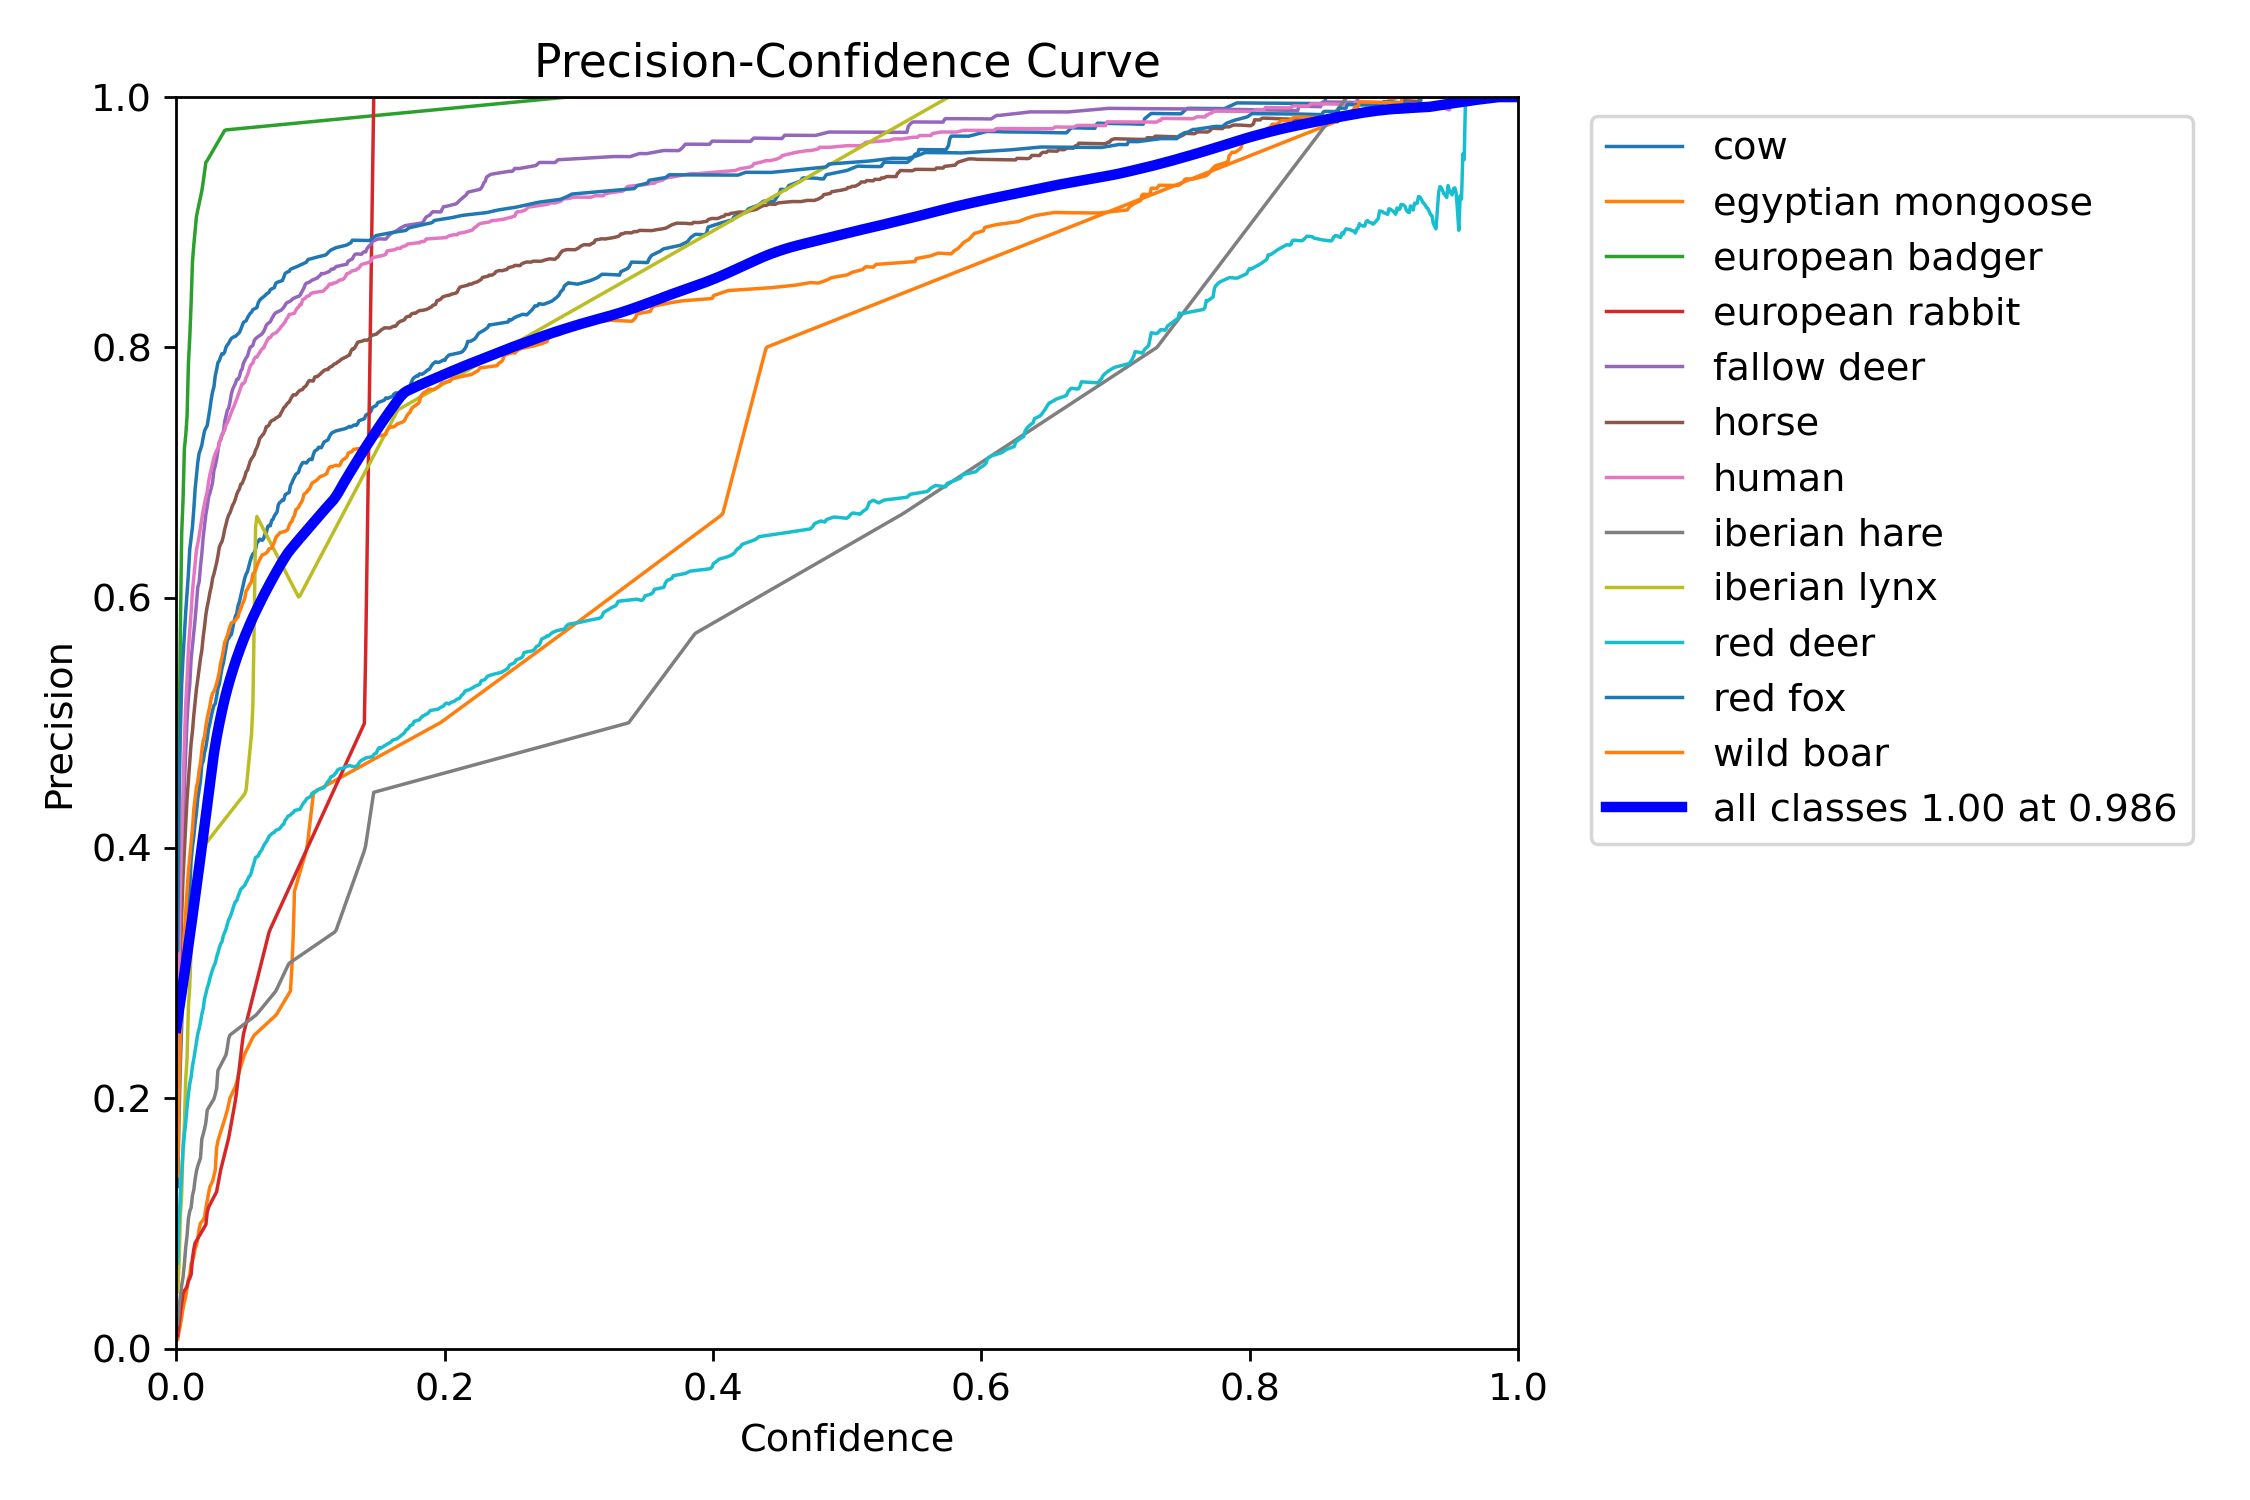 Precision-Confidence Curve
1.0
0.8
0.6
0.4
0.2
0.0
Precision
0.0 0.2 0.4 0.6 0.8 1.0
Confidence
cow
egyptian mongoose
european badger
european rabbit
fallow deer
horse
human
iberian hare
iberian lynx
red deer
red fox
wild boar
all classes 1.00 at 0.986